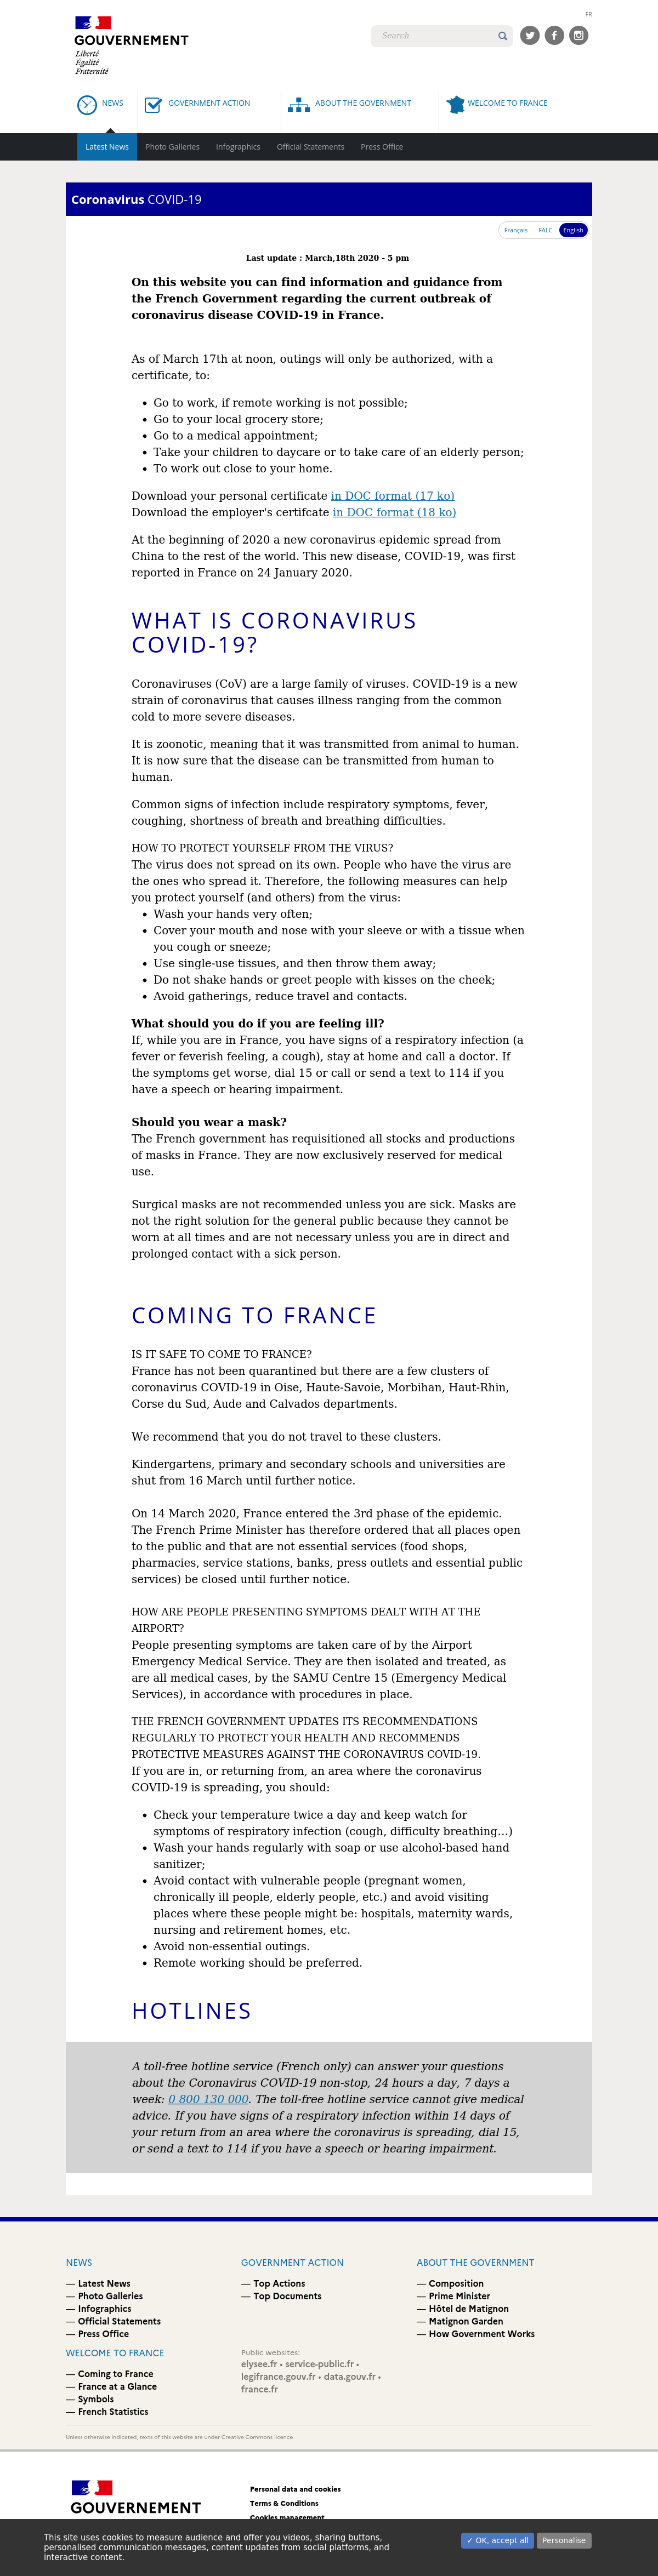 FR
GOUVERNEMENT
Liberté
Égalité
Fraternité
Search
NEWS
GOVERNMENT ACTION
ABOUT THE GOVERNMENT
WELCOME TO FRANCE
Latest News
Photo Galleries
Infographics
Official Statements
Press Office
Coronavirus COVID-19
Français
FALC
English
Last update : March,18th 2020 - 5 pm
On this website you can find information and guidance from
the French Government regarding the current outbreak of
coronavirus disease COVID-19 in France.
As of March 17th at noon, outings will only be authorized, with a
certificate, to:
• Go to work, if remote working is not possible;
• Go to your local grocery store;
• Go to a medical appointment;
• Take your children to daycare or to take care of an elderly person;
• To work out close to your home.
Download your personal certificate in DOC format (17 ko)
Download the employer's certifcate in DOC format (18 ko)
At the beginning of 2020 a new coronavirus epidemic spread from
China to the rest of the world. This new disease, COVID-19, was first
reported in France on 24 January 2020.
WHAT IS CORONAVIRUS
COVID-19?
Coronaviruses (CoV) are a large family of viruses. COVID-19 is a new
strain of coronavirus that causes illness ranging from the common
cold to more severe diseases.
It is zoonotic, meaning that it was transmitted from animal to human.
It is now sure that the disease can be transmitted from human to
human.
Common signs of infection include respiratory symptoms, fever,
coughing, shortness of breath and breathing difficulties.
HOW TO PROTECT YOURSELF FROM THE VIRUS?
The virus does not spread on its own. People who have the virus are
the ones who spread it. Therefore, the following measures can help
you protect yourself (and others) from the virus:
• Wash your hands very often;
• Cover your mouth and nose with your sleeve or with a tissue when
you cough or sneeze;
• Use single-use tissues, and then throw them away;
• Do not shake hands or greet people with kisses on the cheek;
• Avoid gatherings, reduce travel and contacts.
What should you do if you are feeling ill?
If, while you are in France, you have signs of a respiratory infection (a
fever or feverish feeling, a cough), stay at home and call a doctor. If
the symptoms get worse, dial 15 or call or send a text to 114 if you
have a speech or hearing impairment.
Should you wear a mask?
The French government has requisitioned all stocks and productions
of masks in France. They are now exclusively reserved for medical
use.
Surgical masks are not recommended unless you are sick. Masks are
not the right solution for the general public because they cannot be
worn at all times and are not necessary unless you are in direct and
prolonged contact with a sick person.
COMING TO FRANCE
IS IT SAFE TO COME TO FRANCE?
France has not been quarantined but there are a few clusters of
coronavirus COVID-19 in Oise, Haute-Savoie, Morbihan, Haut-Rhin,
Corse du Sud, Aude and Calvados departments.
We recommend that you do not travel to these clusters.
Kindergartens, primary and secondary schools and universities are
shut from 16 March until further notice.
On 14 March 2020, France entered the 3rd phase of the epidemic.
The French Prime Minister has therefore ordered that all places open
to the public and that are not essential services (food shops,
pharmacies, service stations, banks, press outlets and essential public
services) be closed until further notice.
HOW ARE PEOPLE PRESENTING SYMPTOMS DEALT WITH AT THE
AIRPORT?
People presenting symptoms are taken care of by the Airport
Emergency Medical Service. They are then isolated and treated, as
are all medical cases, by the SAMU Centre 15 (Emergency Medical
Services), in accordance with procedures in place.
THE FRENCH GOVERNMENT UPDATES ITS RECOMMENDATIONS
REGULARLY TO PROTECT YOUR HEALTH AND RECOMMENDS
PROTECTIVE MEASURES AGAINST THE CORONAVIRUS COVID-19.
If you are in, or returning from, an area where the coronavirus
COVID-19 is spreading, you should:
• Check your temperature twice a day and keep watch for
symptoms of respiratory infection (cough, difficulty breathing...)
• Wash your hands regularly with soap or use alcohol-based hand
sanitizer;
• Avoid contact with vulnerable people (pregnant women,
chronically ill people, elderly people, etc.) and avoid visiting
places where these people might be: hospitals, maternity wards,
nursing and retirement homes, etc.
• Avoid non-essential outings.
• Remote working should be preferred.
HOTLINES
A toll-free hotline service (French only) can answer your questions
about the Coronavirus COVID-19 non-stop, 24 hours a day, 7 days a
week: 0 800 130 000. The toll-free hotline service cannot give medical
advice. If you have signs of a respiratory infection within 14 days of
your return from an area where the coronavirus is spreading, dial 15,
or send a text to 114 if you have a speech or hearing impairment.
NEWS
— Latest News
— Photo Galleries
— Infographics
— Official Statements
— Press Office
GOVERNMENT ACTION
— Top Actions
— Top Documents
ABOUT THE GOVERNMENT
— Composition
— Prime Minister
— Hôtel de Matignon
— Matignon Garden
— How Government Works
WELCOME TO FRANCE
— Coming to France
— France at a Glance
— Symbols
— French Statistics
Public websites:
elysee.fr • service-public.fr •
legifrance.gouv.fr • data.gouv.fr •
france.fr
Unless otherwise indicated, texts of this website are under Creative Commons licence
GOUVERNEMENT
Personal data and cookies
Terms & Conditions
Cookies management
This site uses cookies to measure audience and offer you videos, sharing buttons,
personalised communication messages, content updates from social platforms, and
interactive content.
✓ OK, accept all
Personalise